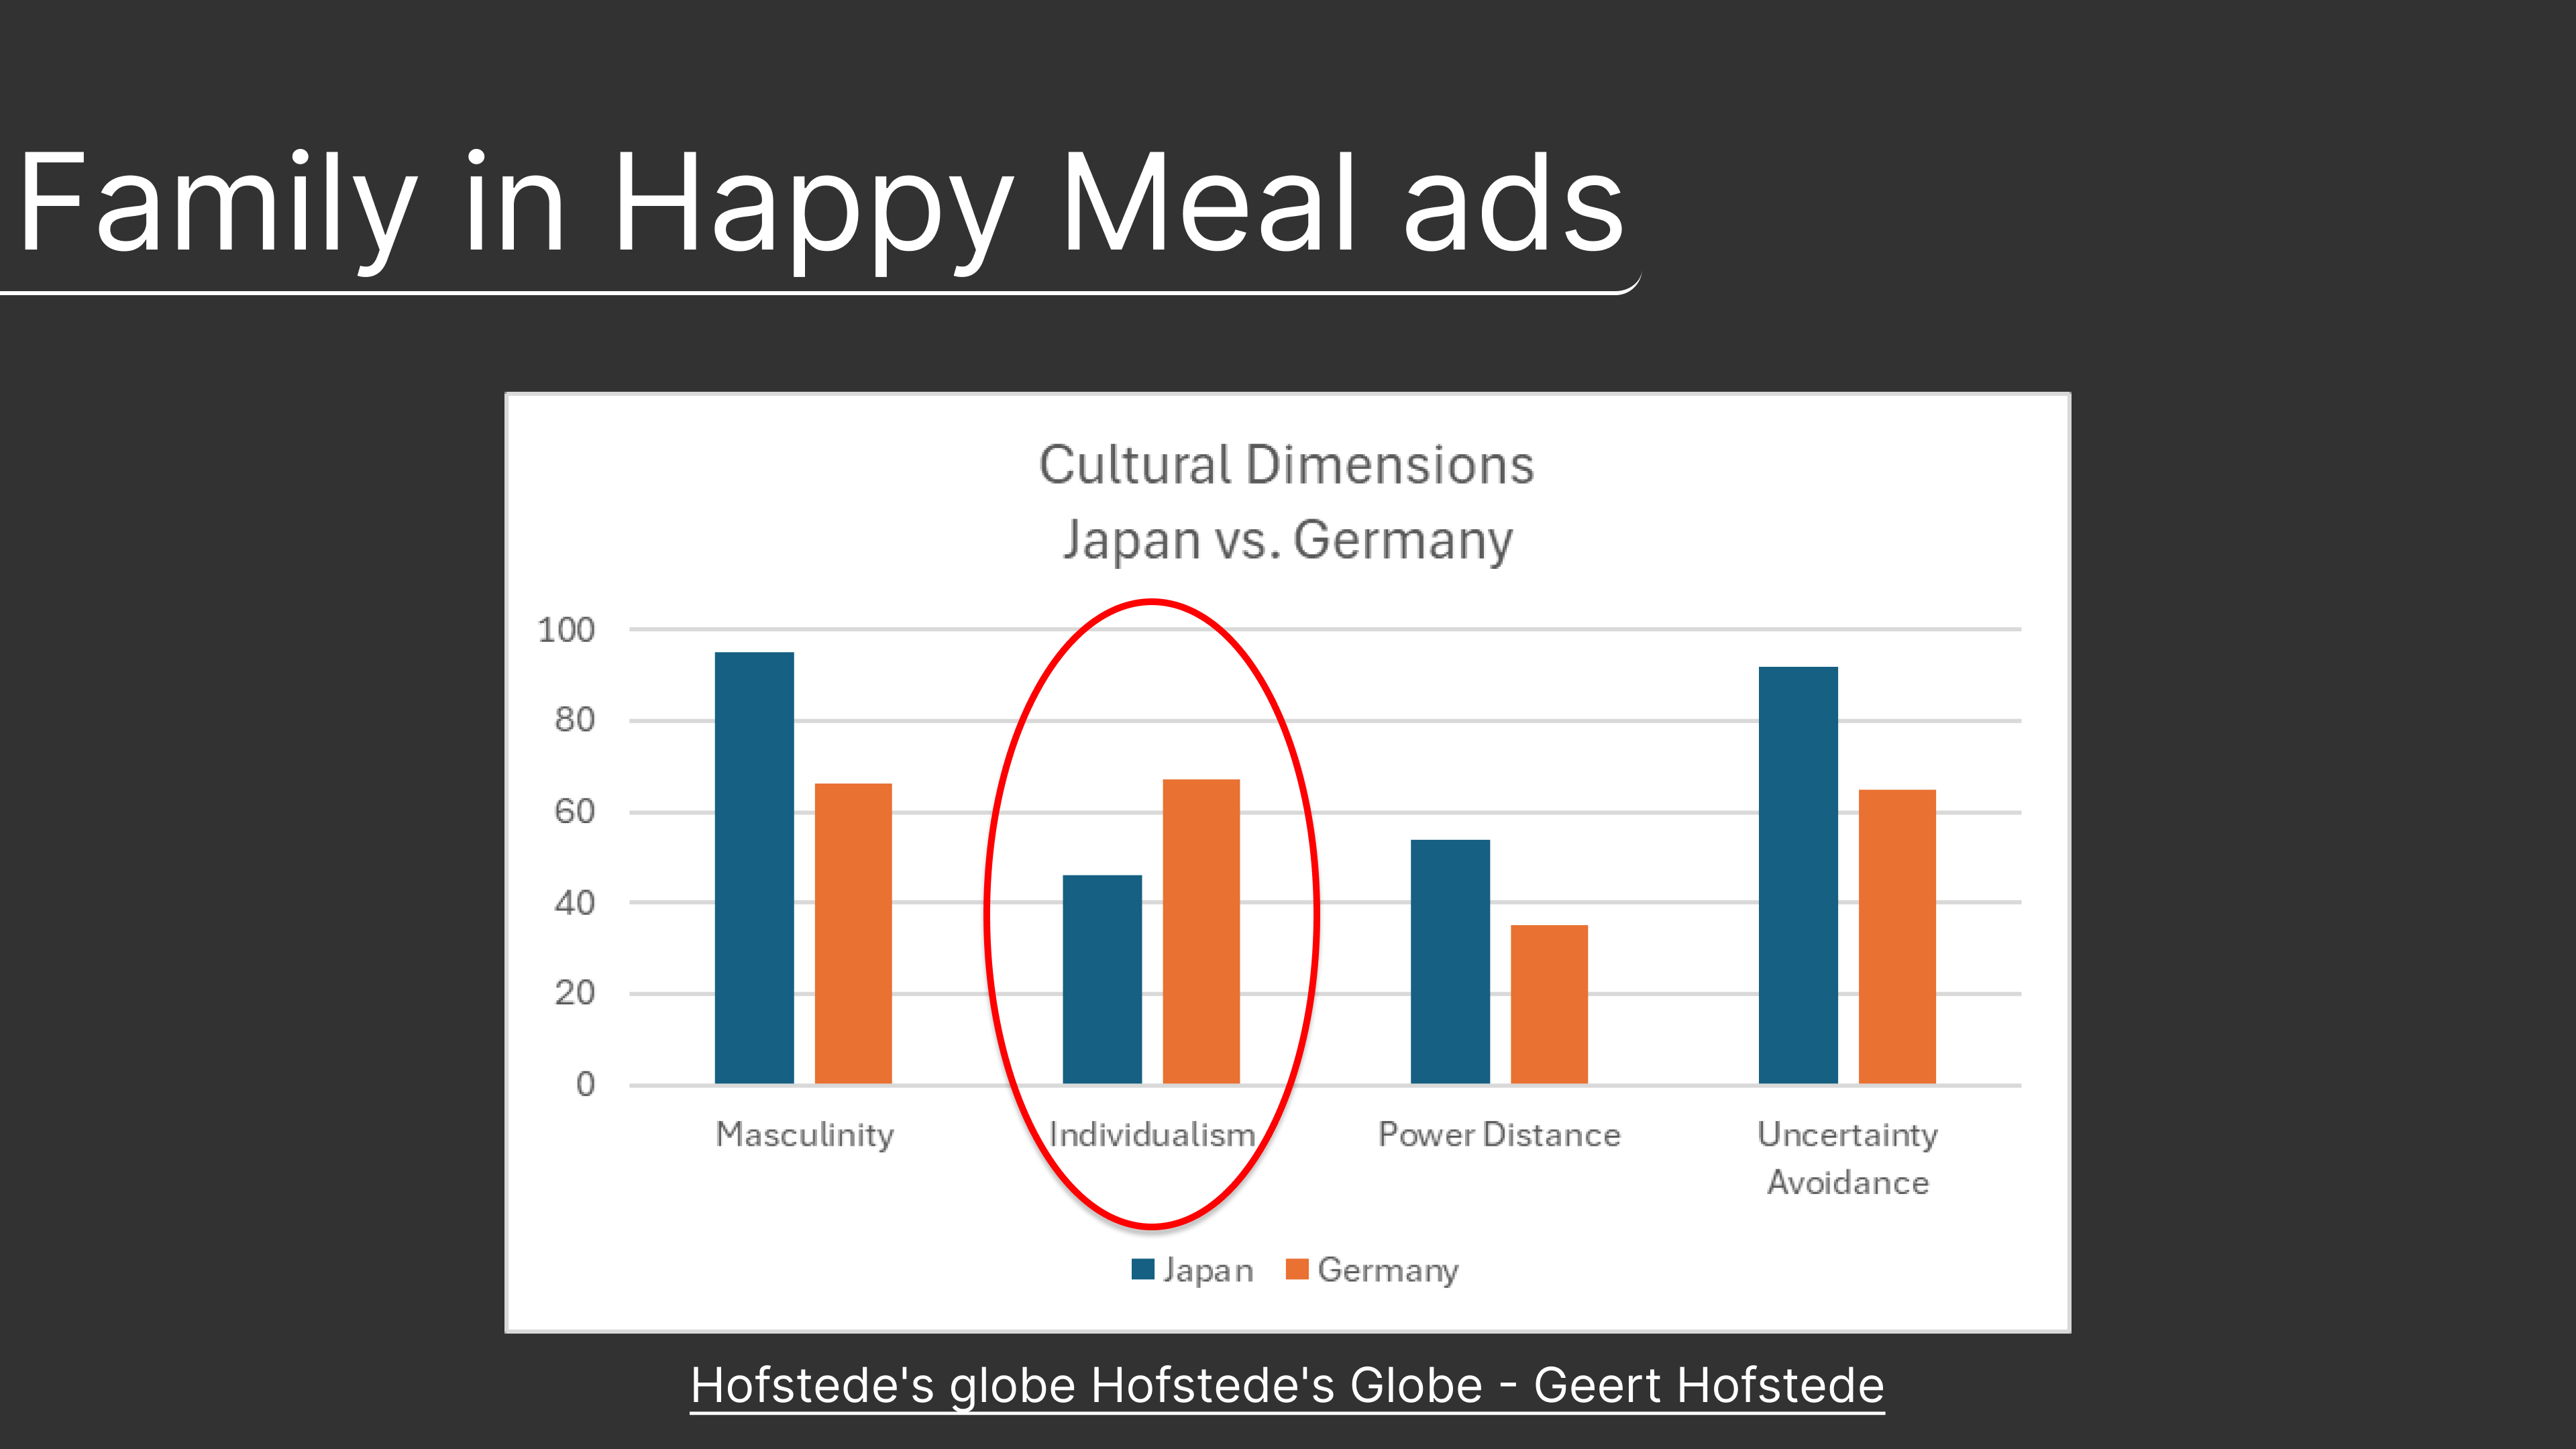 Family in Happy Meal ads
Cultural Dimensions
Japan vs. Germany
100
80
60
40
20
0
Masculinity
Individualism
Power Distance
Uncertainty
Avoidance
Japan
Germany
Hofstede's globe Hofstede's Globe - Geert Hofstede